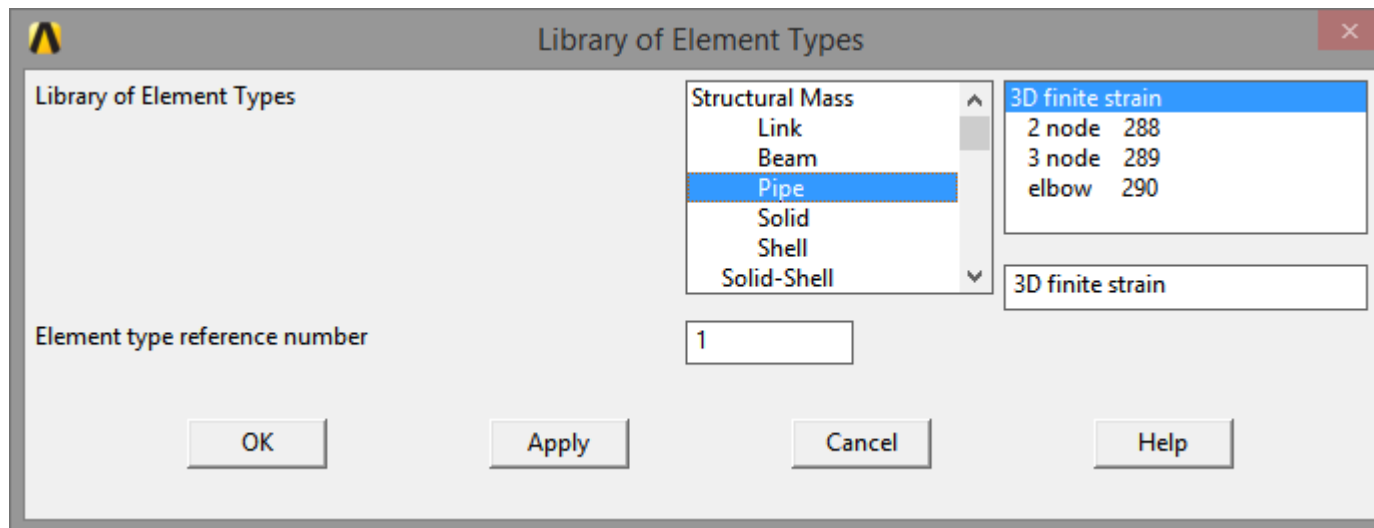 Library of Element Types
Library of Element Types
Structural Mass
Link
Beam
Pipe
Solid
Shell
Solid-Shell
3D finite strain
2 node 288
3 node 289
elbow 290
3D finite strain
Element type reference number
1
OK
Apply
Cancel
Help